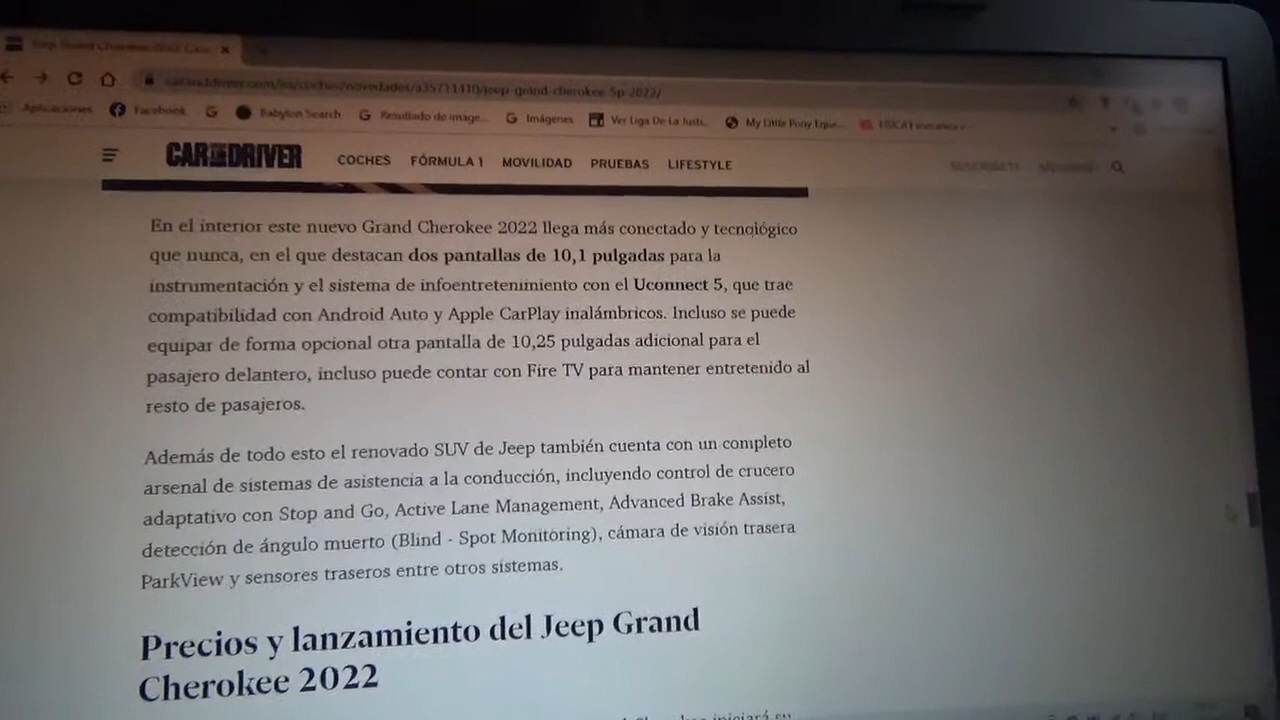 Jeep Grand Cherokee
caranddriver.com/es/coches/novedades/a35711410/jeep-grand-cherokee-5p-2022/
Aplicaciones Facebook Babylon Search Resultado de image... Imágenes Ver Liga De La Justi... My Little Pony Eque...
CAR AND DRIVER COCHES FÓRMULA 1 MOVILIDAD PRUEBAS LIFESTYLE SUSCRÍBETE
En el interior este nuevo Grand Cherokee 2022 llega más conectado y tecnológico
que nunca, en el que destacan dos pantallas de 10,1 pulgadas para la
instrumentación y el sistema de infoentretenimiento con el Uconnect 5, que trae
compatibilidad con Android Auto y Apple CarPlay inalámbricos. Incluso se puede
equipar de forma opcional otra pantalla de 10,25 pulgadas adicional para el
pasajero delantero, incluso puede contar con Fire TV para mantener entretenido al
resto de pasajeros.
Además de todo esto el renovado SUV de Jeep también cuenta con un completo
arsenal de sistemas de asistencia a la conducción, incluyendo control de crucero
adaptativo con Stop and Go, Active Lane Management, Advanced Brake Assist,
detección de ángulo muerto (Blind - Spot Monitoring), cámara de visión trasera
ParkView y sensores traseros entre otros sistemas.
Precios y lanzamiento del Jeep Grand
Cherokee 2022
iniciará su